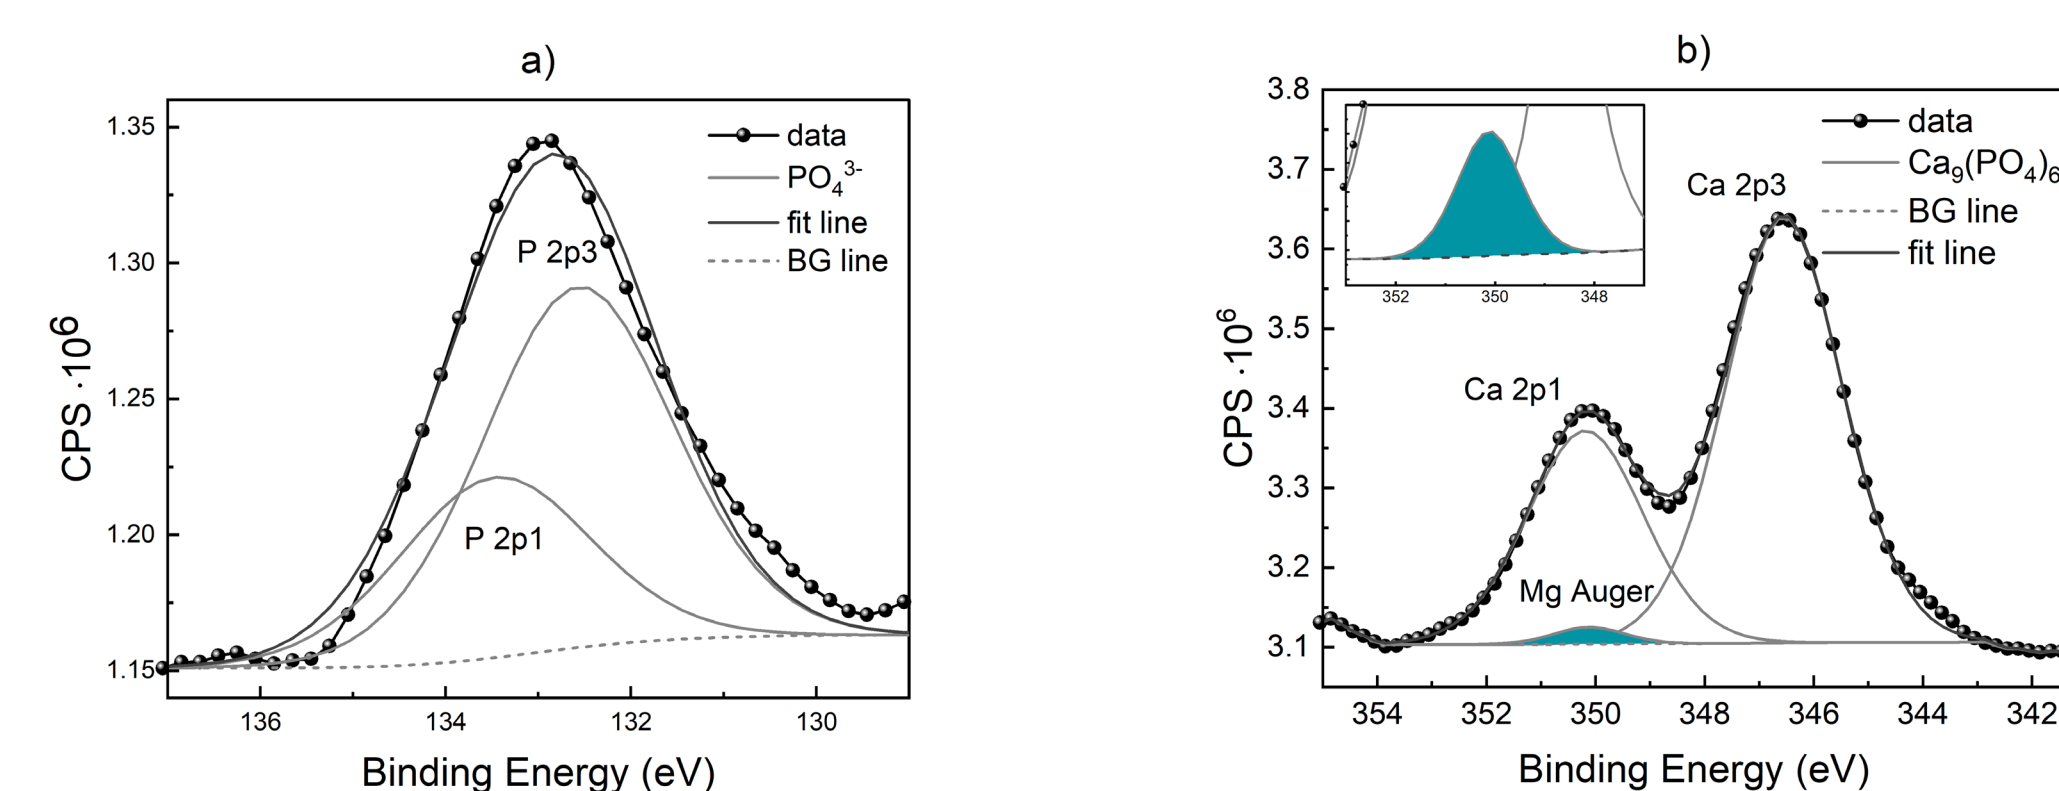 a)
CPS ·10⁶
1.35
1.30
1.25
1.20
1.15
data
PO₄³⁻
fit line
BG line
P 2p3
P 2p1
136 134 132 130
Binding Energy (eV)
b)
CPS ·10⁶
3.8
3.7
3.6
3.5
3.4
3.3
3.2
3.1
352 350 348
data
Ca₉(PO₄)₆
BG line
fit line
Ca 2p3
Ca 2p1
Mg Auger
354 352 350 348 346 344 342
Binding Energy (eV)